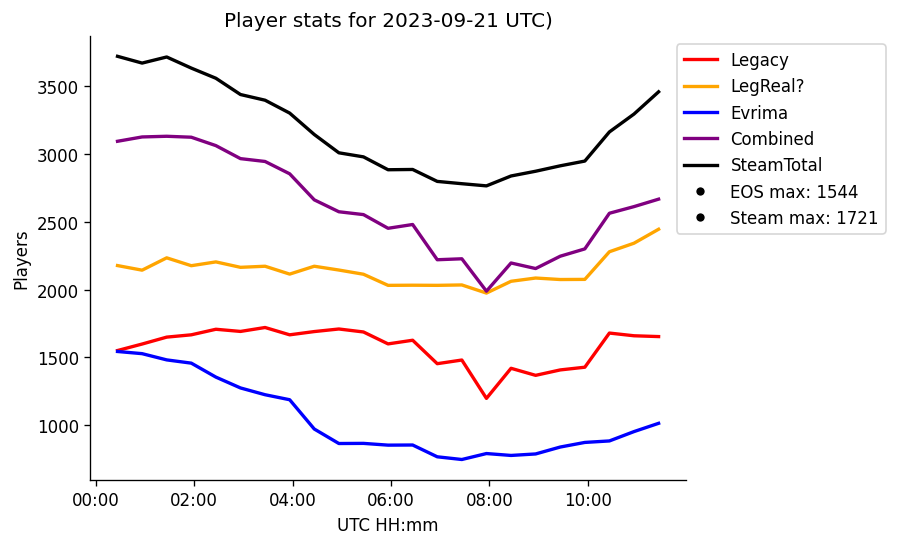 Player stats for 2023-09-21 UTC)
Legacy
LegReal?
Evrima
Combined
SteamTotal
EOS max: 1544
Steam max: 1721
Players
3500
3000
2500
2000
1500
1000
00:00 02:00 04:00 06:00 08:00 10:00
UTC HH:mm